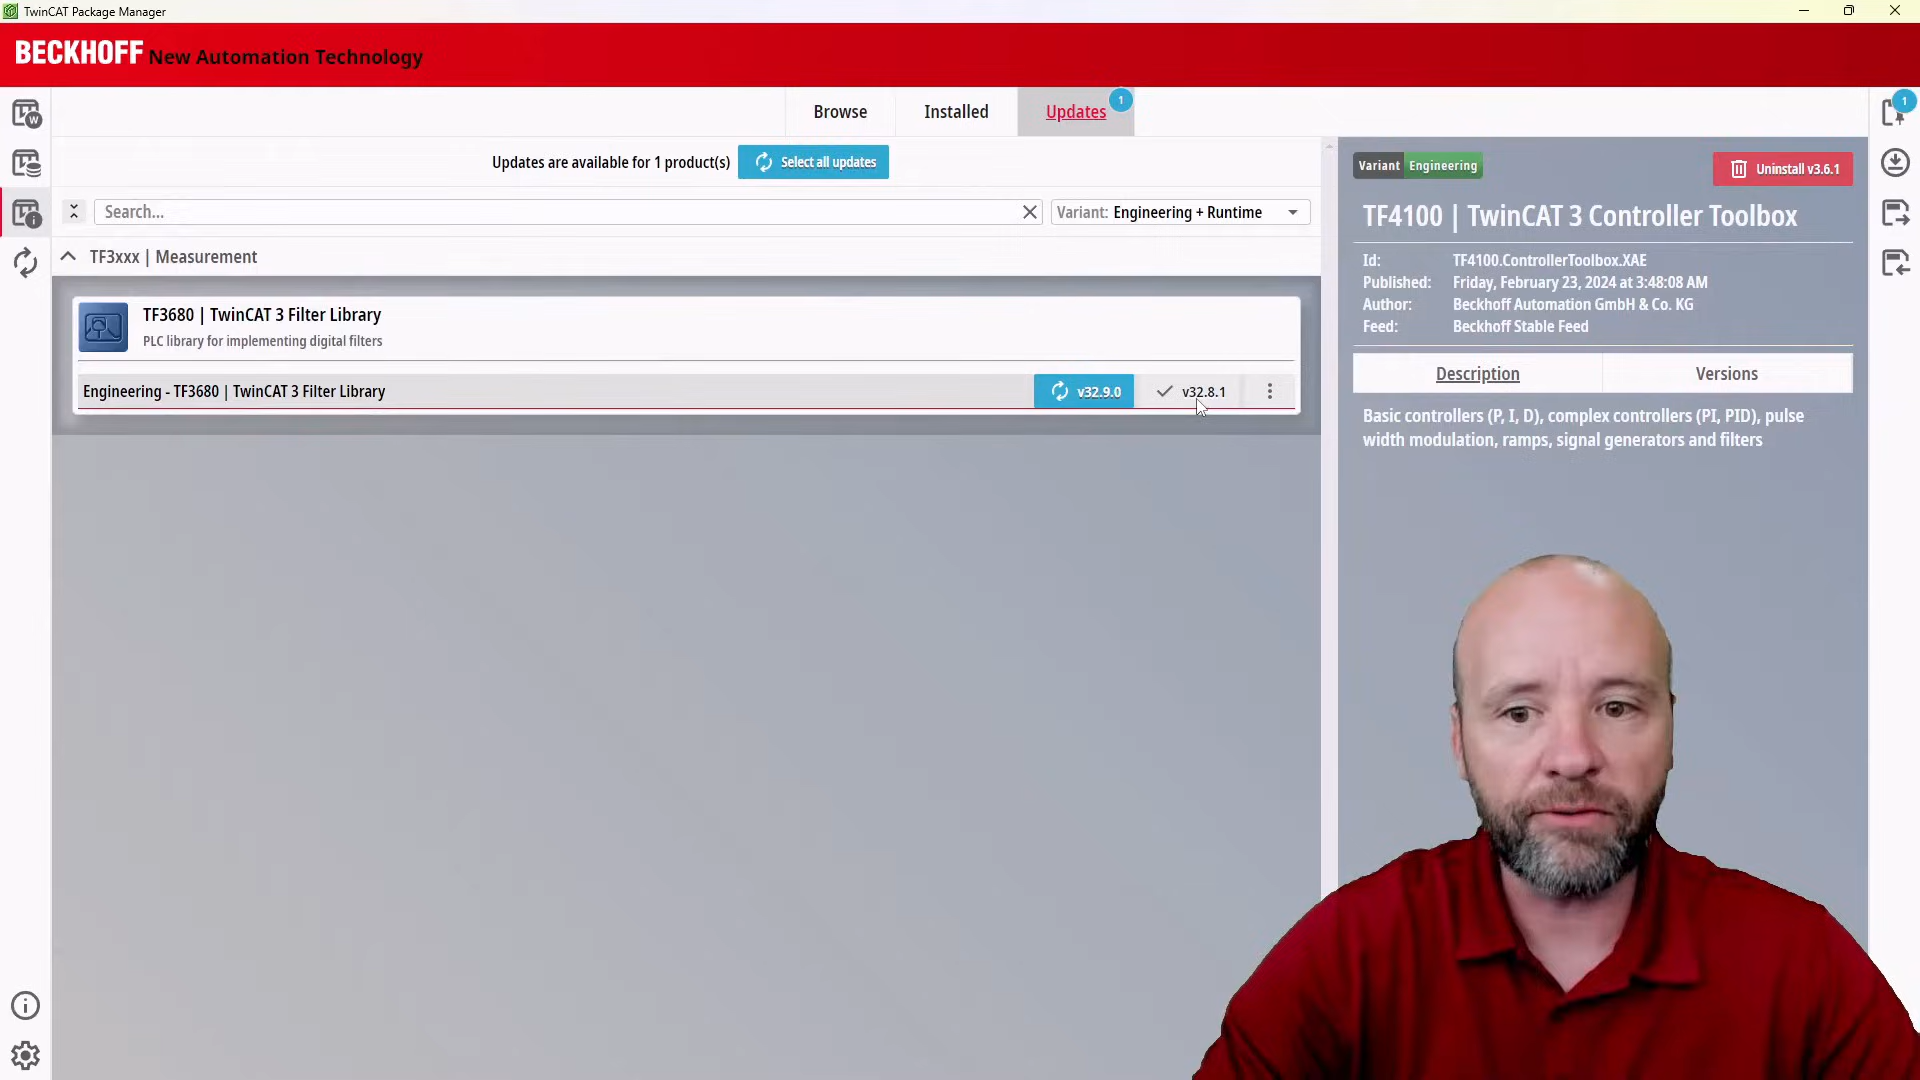 TwinCAT Package Manager
BECKHOFF New Automation Technology
W
Browse
Installed
Updates
1
1
Updates are available for 1 product(s)
Select all updates
Search...
Variant: Engineering + Runtime
TF3xxx | Measurement
TF3680 | TwinCAT 3 Filter Library
PLC library for implementing digital filters
Engineering - TF3680 | TwinCAT 3 Filter Library
v32.9.0
v32.8.1
Variant Engineering
Uninstall v3.6.1
TF4100 | TwinCAT 3 Controller Toolbox
Id: TF4100.ControllerToolbox.XAE
Published: Friday, February 23, 2024 at 3:48:08 AM
Author: Beckhoff Automation GmbH & Co. KG
Feed: Beckhoff Stable Feed
Description
Versions
Basic controllers (P, I, D), complex controllers (PI, PID), pulse
width modulation, ramps, signal generators and filters